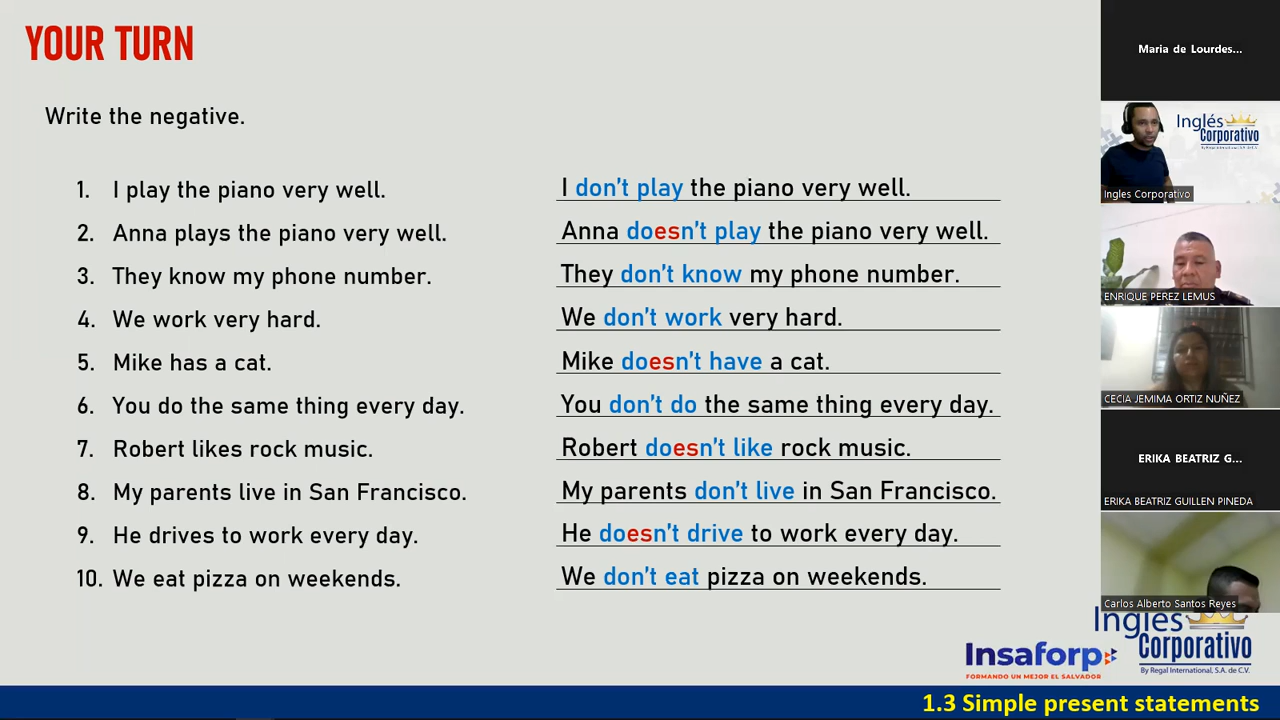 YOUR TURN
Write the negative.
1. I play the piano very well. I don't play the piano very well.
2. Anna plays the piano very well. Anna doesn't play the piano very well.
3. They know my phone number. They don't know my phone number.
4. We work very hard. We don't work very hard.
5. Mike has a cat. Mike doesn't have a cat.
6. You do the same thing every day. You don't do the same thing every day.
7. Robert likes rock music. Robert doesn't like rock music.
8. My parents live in San Francisco. My parents don't live in San Francisco.
9. He drives to work every day. He doesn't drive to work every day.
10. We eat pizza on weekends. We don't eat pizza on weekends.
Maria de Lourdes...
Inglés
Corporativo
By Regal International, S.A. de C.V.
Ingles Corporativo
ENRIQUE PEREZ LEMUS
CECIA JEMIMA ORTIZ NUÑEZ
ERIKA BEATRIZ G...
ERIKA BEATRIZ GUILLEN PINEDA
Carlos Alberto Santos Reyes
Inglés
Corporativo
By Regal International, S.A. de C.V.
Insaforp
FORMANDO UN MEJOR EL SALVADOR
1.3 Simple present statements